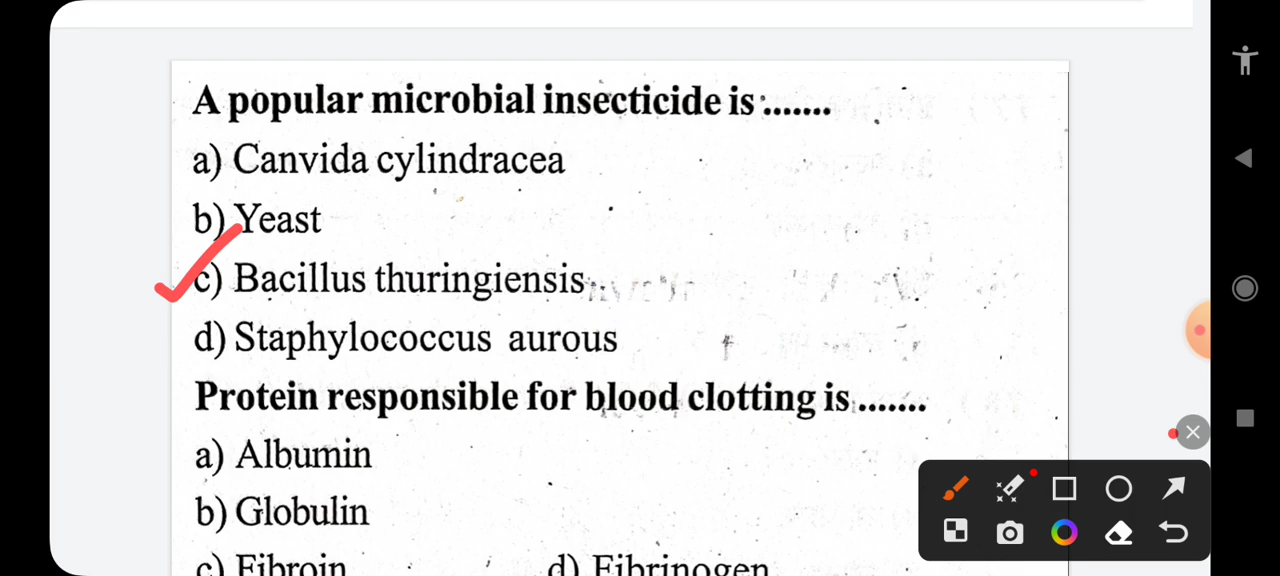 A popular microbial insecticide is .......
a) Canvida cylindracea
b) Yeast
c) Bacillus thuringiensis
d) Staphylococcus aurous
Protein responsible for blood clotting is .......
a) Albumin
b) Globulin
c) Fibroin d) Fibrinogen